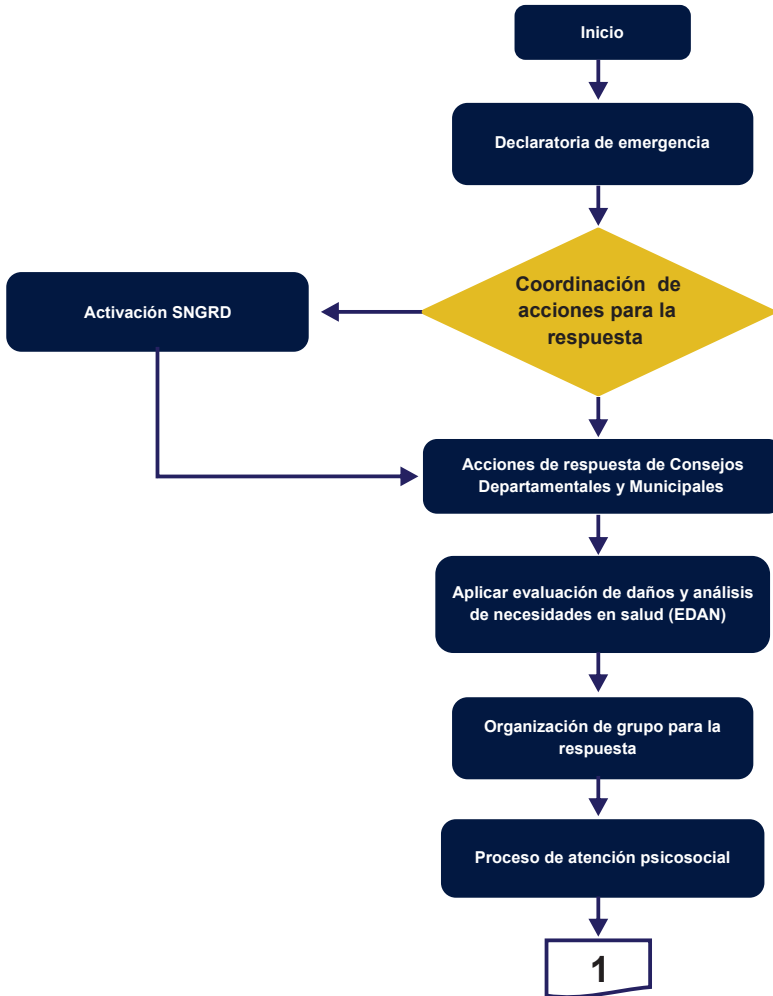 Inicio
Declaratoria de emergencia
Coordinación de
acciones para la
respuesta
Activación SNGRD
Acciones de respuesta de Consejos
Departamentales y Municipales
Aplicar evaluación de daños y análisis
de necesidades en salud (EDAN)
Organización de grupo para la
respuesta
Proceso de atención psicosocial
1